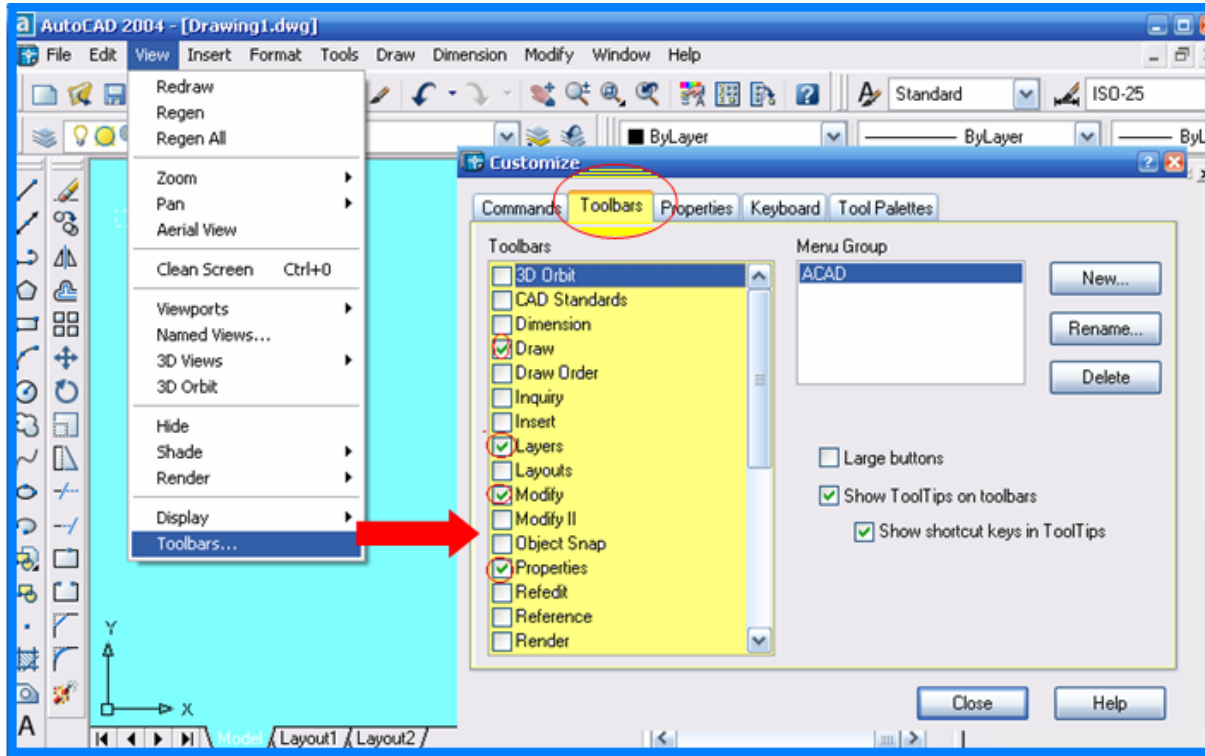 AutoCAD 2004 - [Drawing1.dwg]
File Edit View Insert Format Tools Draw Dimension Modify Window Help
Standard ISO-25
ByLayer ByLayer
Redraw
Regen
Regen All
Zoom
Pan
Aerial View
Clean Screen Ctrl+0
Viewports
Named Views...
3D Views
3D Orbit
Hide
Shade
Render
Display
Toolbars...
Customize
Commands Toolbars Properties Keyboard Tool Palettes
Toolbars
3D Orbit
CAD Standards
Dimension
Draw
Draw Order
Inquiry
Insert
Layers
Layouts
Modify
Modify II
Object Snap
Properties
Refedit
Reference
Render
Menu Group
ACAD
New...
Rename...
Delete
Large buttons
Show ToolTips on toolbars
Show shortcut keys in ToolTips
Close Help
Y
X
A
Model Layout1 Layout2